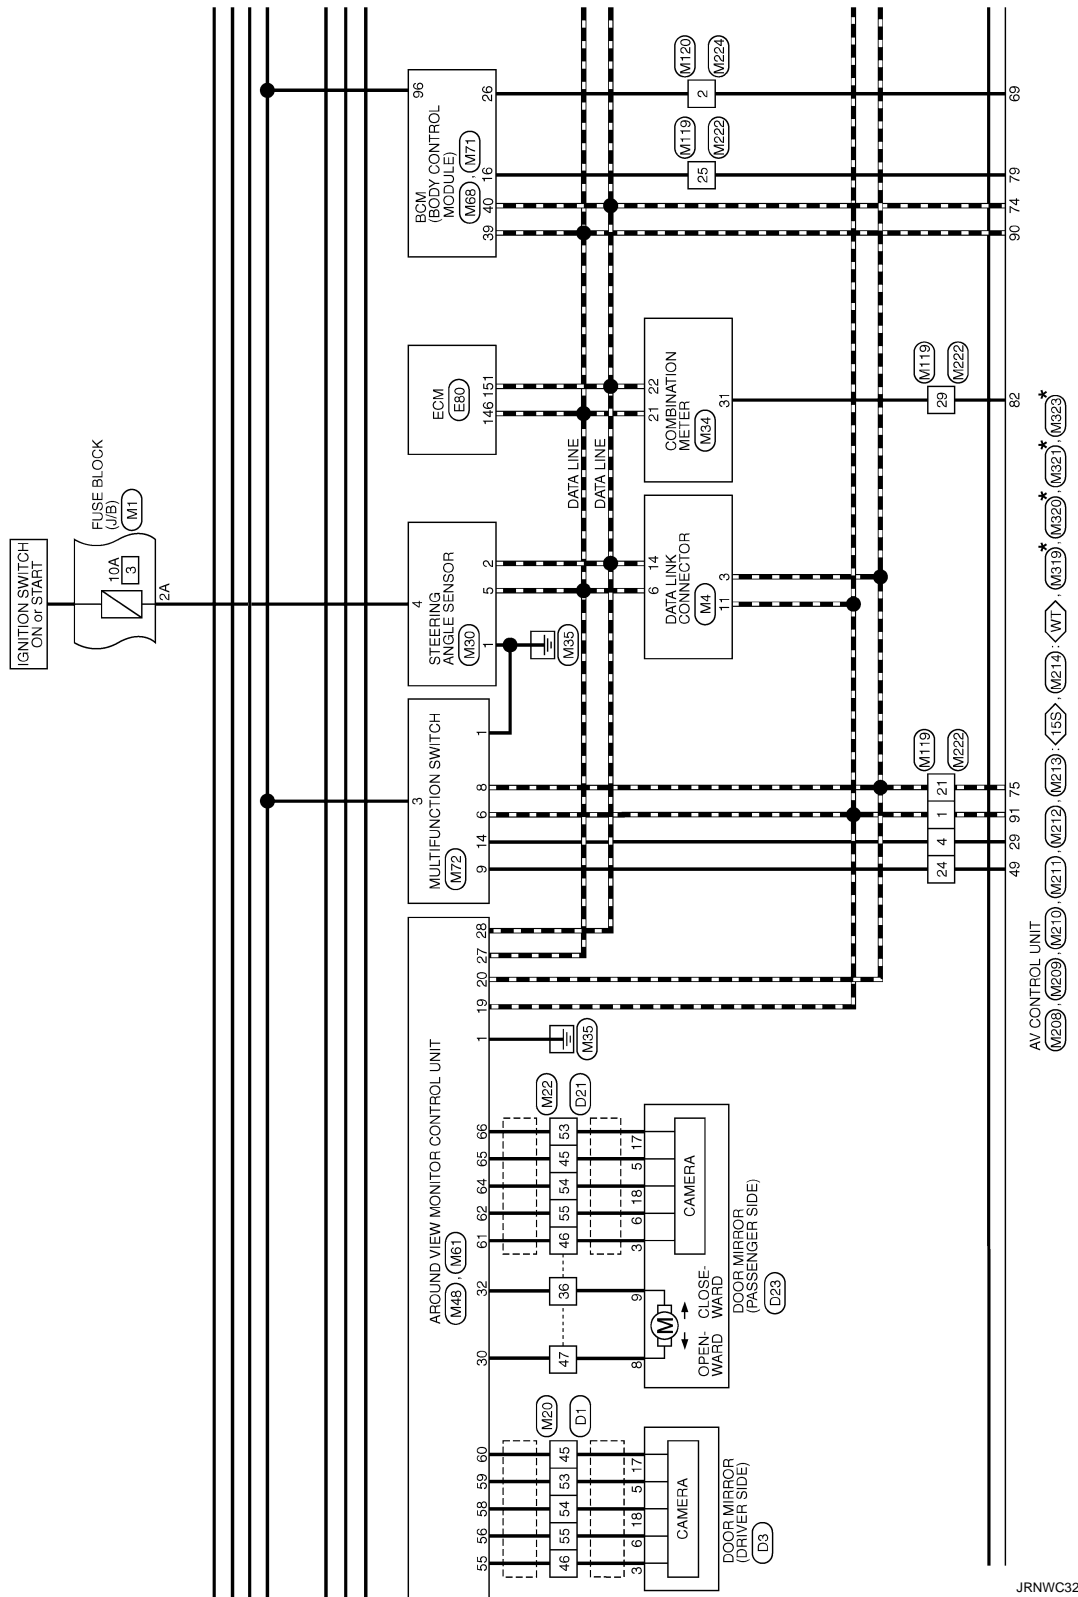 IGNITION SWITCH
ON or START
FUSE BLOCK
(J/B)
M1
10A
3
2A
96
BCM
(BODY CONTROL
MODULE)
M68 , M71
39
40
16
26
M120
M224
2
M119
M222
25
69
79
74
90
ECM
E80
146
151
21
22
COMBINATION
METER
M34
31
M119
M222
29
82
DATA LINE
DATA LINE
4
STEERING
ANGLE SENSOR
M30
1
5
2
M35
6
14
DATA LINK
CONNECTOR
M4
11
3
3
MULTIFUNCTION SWITCH
M72
9
14
6
8
1
M119
M222
24
4
1
21
49
29
91
75
AROUND VIEW MONITOR CONTROL UNIT
M48 , M61
55
56
58
59
60
30
32
61
62
64
65
66
1
19
20
27
28
M35
M22
D21
47
36
46
55
54
45
53
8
9
3
6
18
5
17
CAMERA
M
OPEN-
WARD
CLOSE-
WARD
DOOR MIRROR
(PASSENGER SIDE)
D23
M20
D1
46
55
54
53
45
3
6
18
5
17
CAMERA
DOOR MIRROR
(DRIVER SIDE)
D3
AV CONTROL UNIT
M208 , M209 , M210 , M211 , M212 , M213 : 15S , M214 : WT , M319* , M320* , M321* , M323*
JRNWC32